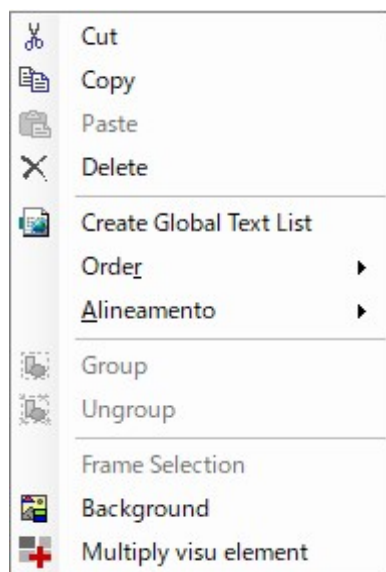 Cut
Copy
Paste
Delete
Create Global Text List
Order
Alineamento
Group
Ungroup
Frame Selection
Background
Multiply visu element